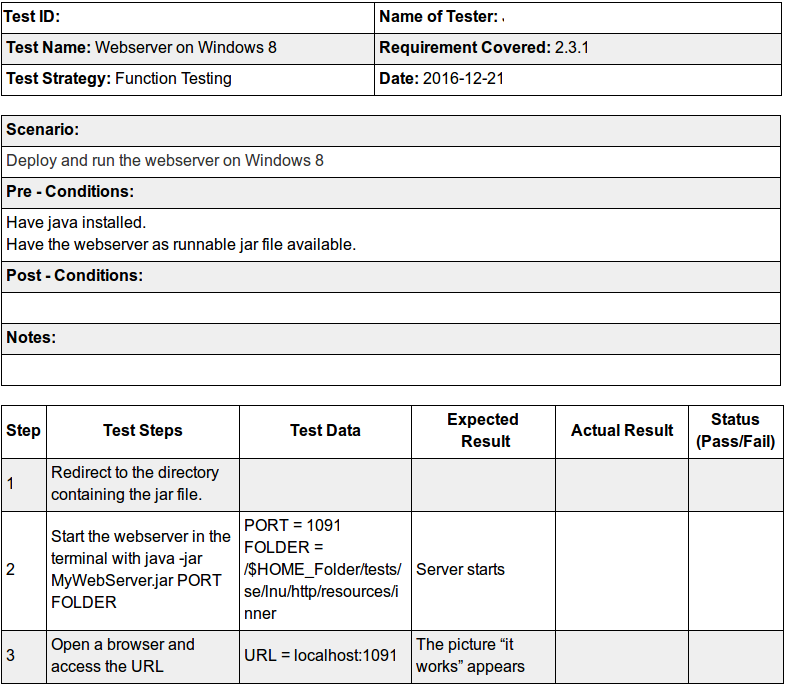 Test ID:
Name of Tester: .
Test Name: Webserver on Windows 8
Requirement Covered: 2.3.1
Test Strategy: Function Testing
Date: 2016-12-21
Scenario:
Deploy and run the webserver on Windows 8
Pre - Conditions:
Have java installed.
Have the webserver as runnable jar file available.
Post - Conditions:
Notes:
Step
Test Steps
Test Data
Expected
Result
Actual Result
Status
(Pass/Fail)
1
Redirect to the directory
containing the jar file.
2
Start the webserver in the
terminal with java -jar
MyWebServer.jar PORT
FOLDER
PORT = 1091
FOLDER =
/$HOME_Folder/tests/
se/lnu/http/resources/i
nner
Server starts
3
Open a browser and
access the URL
URL = localhost:1091
The picture “it
works” appears